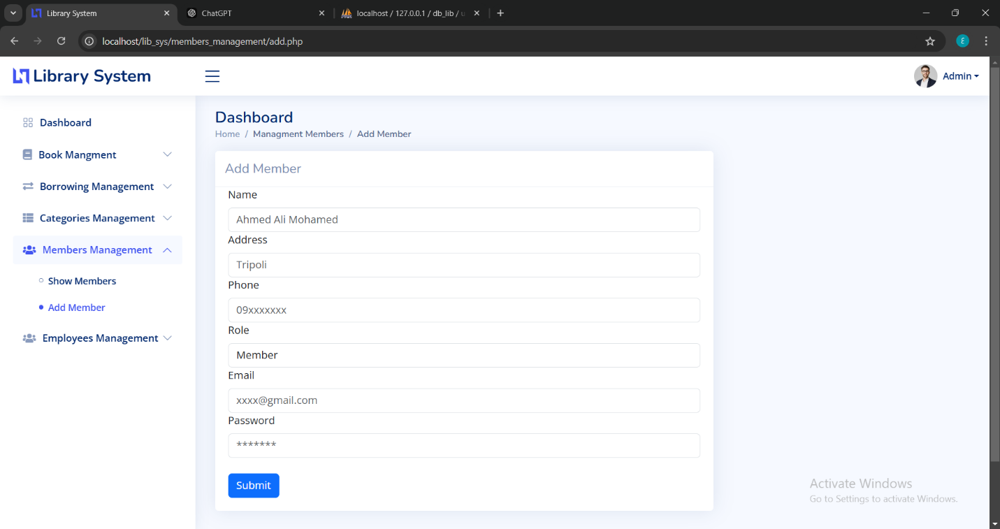 Library System
ChatGPT
localhost / 127.0.0.1 / db_lib / u
localhost/lib_sys/members_management/add.php
E
Library System
Admin
Dashboard
Book Mangment
Borrowing Management
Categories Management
Members Management
Show Members
Add Member
Employees Management
Dashboard
Home / Managment Members / Add Member
Add Member
Name
Ahmed Ali Mohamed
Address
Tripoli
Phone
09xxxxxxx
Role
Member
Email
xxxx@gmail.com
Password
*******
Submit
Activate Windows
Go to Settings to activate Windows.